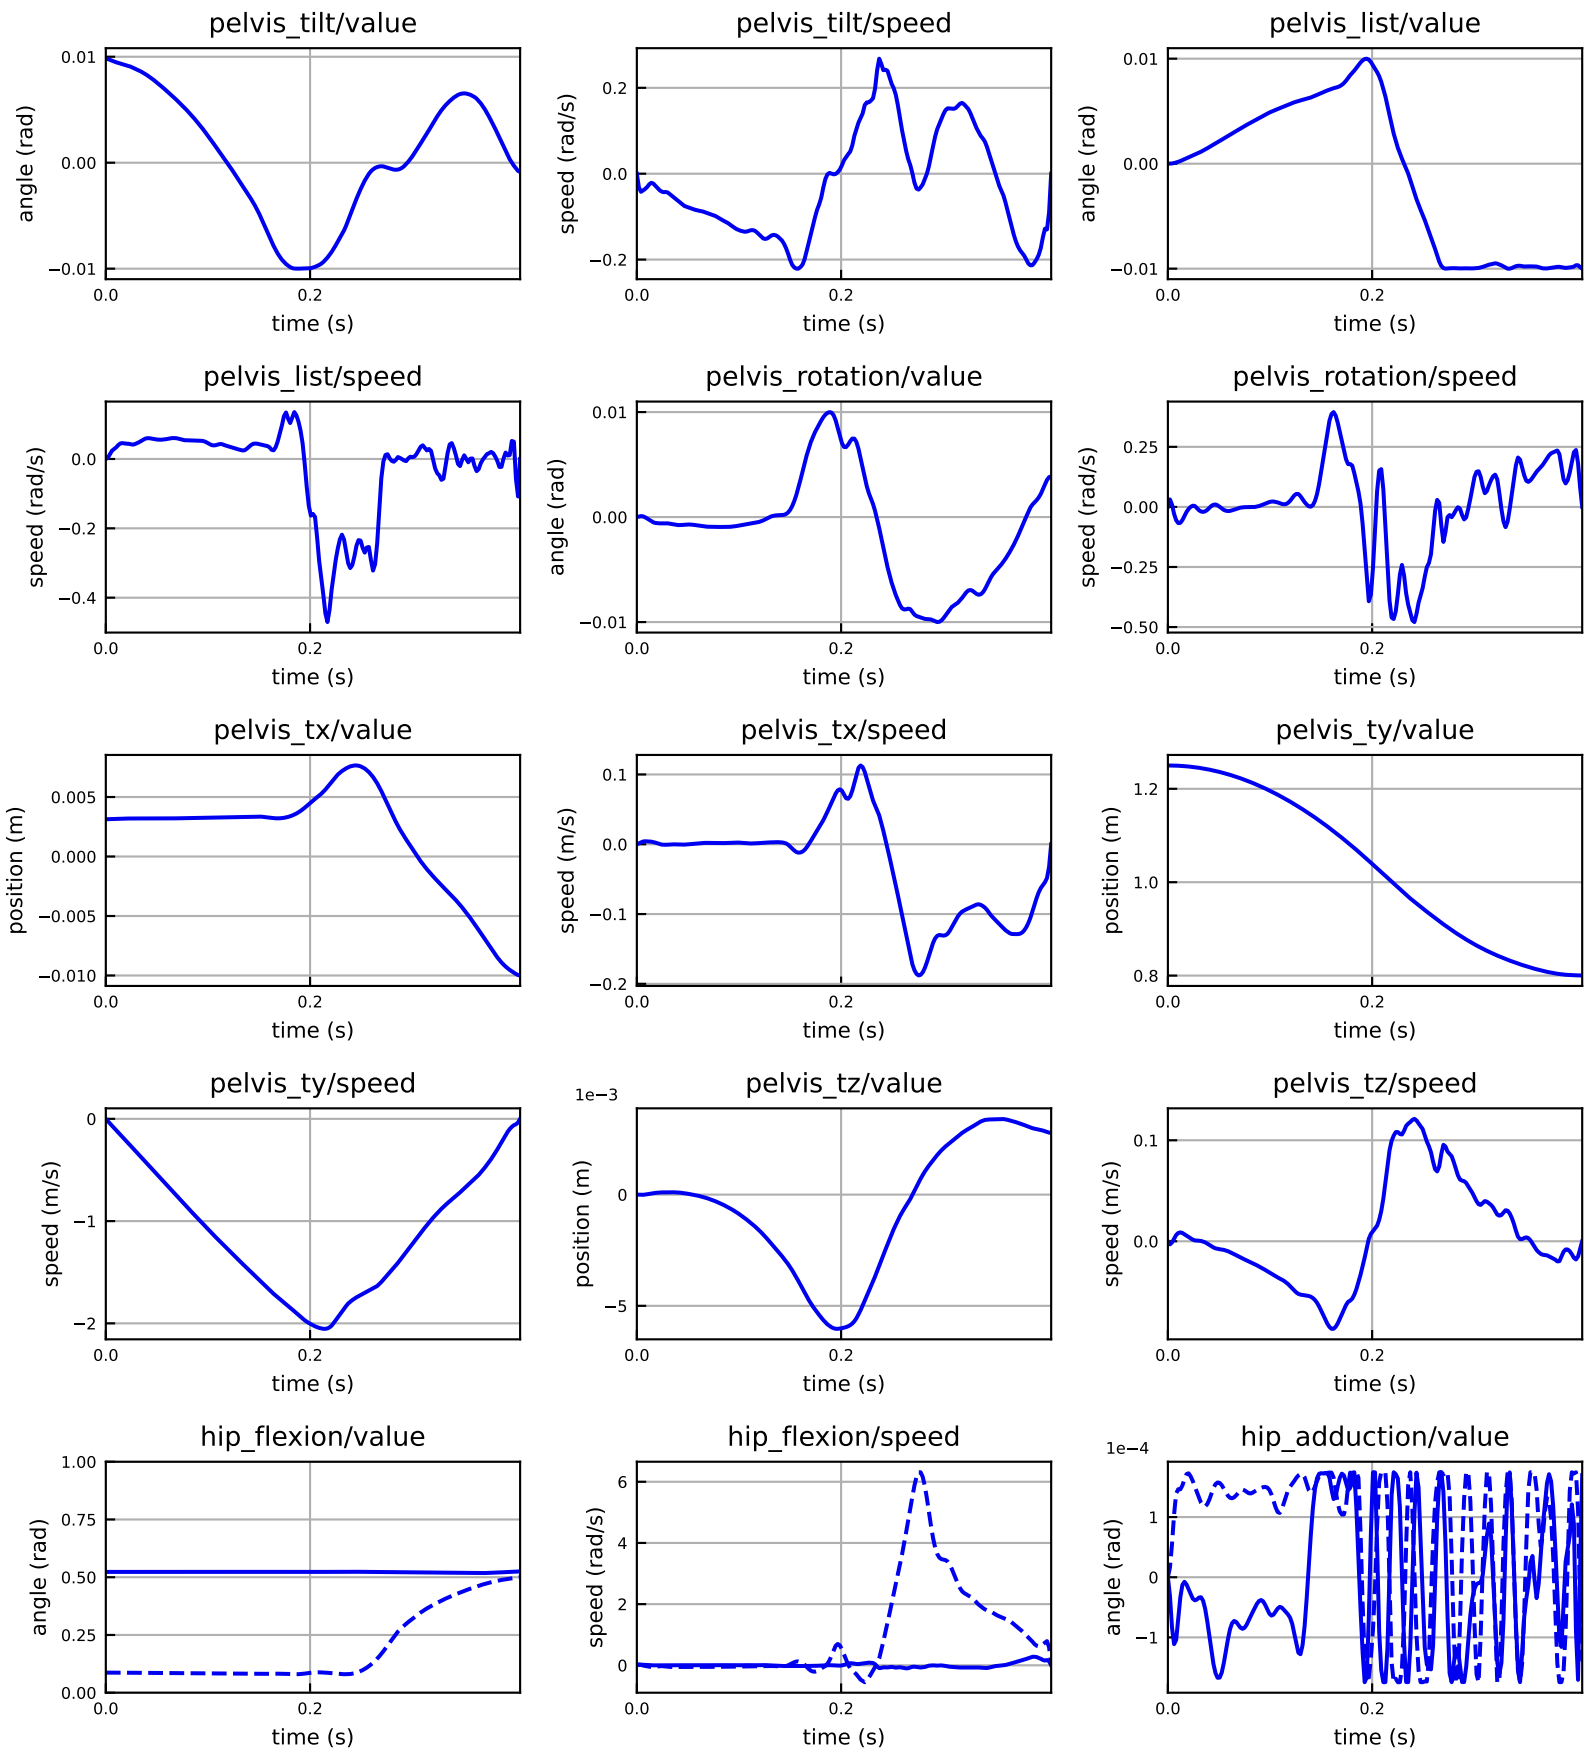 pelvis_tilt/value
pelvis_tilt/speed
pelvis_list/value
angle (rad)
0.01
0.00
−0.01
0.0
0.2
time (s)
speed (rad/s)
0.2
0.0
−0.2
0.0
0.2
time (s)
angle (rad)
0.01
0.00
−0.01
0.0
0.2
time (s)
pelvis_list/speed
pelvis_rotation/value
pelvis_rotation/speed
speed (rad/s)
0.0
−0.2
−0.4
0.0
0.2
time (s)
angle (rad)
0.01
0.00
−0.01
0.0
0.2
time (s)
speed (rad/s)
0.25
0.00
−0.25
−0.50
0.0
0.2
time (s)
pelvis_tx/value
pelvis_tx/speed
pelvis_ty/value
position (m)
0.005
0.000
−0.005
−0.010
0.0
0.2
time (s)
speed (m/s)
0.1
0.0
−0.1
−0.2
0.0
0.2
time (s)
position (m)
1.2
1.0
0.8
0.0
0.2
time (s)
pelvis_ty/speed
pelvis_tz/value
pelvis_tz/speed
speed (m/s)
0
−1
−2
0.0
0.2
time (s)
1e−3
position (m)
0
−5
0.0
0.2
time (s)
speed (m/s)
0.1
0.0
0.0
0.2
time (s)
hip_flexion/value
hip_flexion/speed
hip_adduction/value
angle (rad)
1.00
0.75
0.50
0.25
0.00
0.0
0.2
time (s)
speed (rad/s)
6
4
2
0
0.0
0.2
time (s)
1e−4
angle (rad)
1
0
−1
0.0
0.2
time (s)